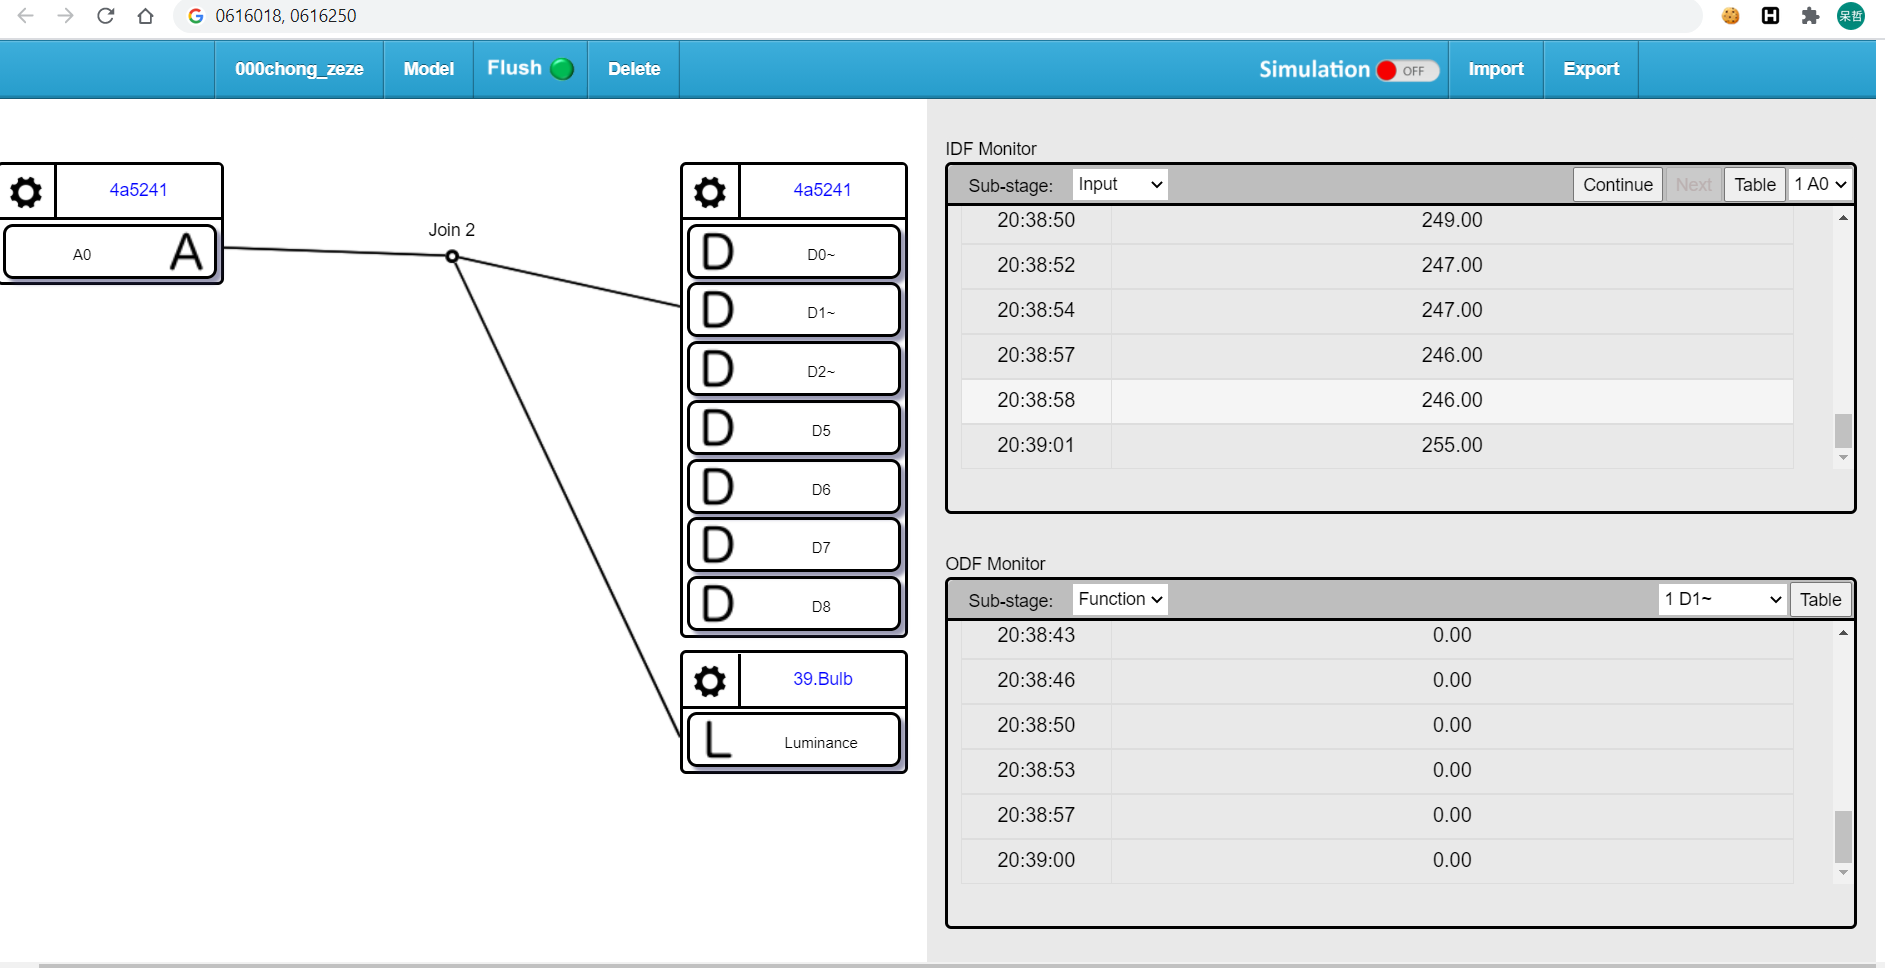 0616018, 0616250
呆哲
000chong_zeze Model Flush Delete Simulation OFF Import Export
4a5241
A0 A
Join 2
4a5241
D D0~
D D1~
D D2~
D D5
D D6
D D7
D D8
39.Bulb
L Luminance
IDF Monitor
Sub-stage: Input Continue Next Table 1 A0
20:38:50 249.00
20:38:52 247.00
20:38:54 247.00
20:38:57 246.00
20:38:58 246.00
20:39:01 255.00
ODF Monitor
Sub-stage: Function 1 D1~ Table
20:38:43 0.00
20:38:46 0.00
20:38:50 0.00
20:38:53 0.00
20:38:57 0.00
20:39:00 0.00